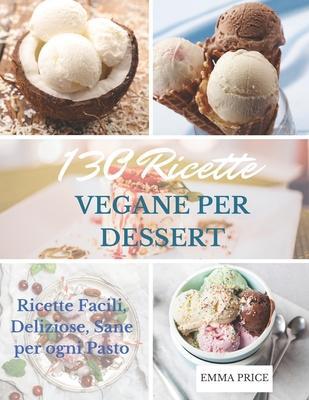 130 Ricette
VEGANE PER
DESSERT
Ricette Facili,
Deliziose, Sane
per ogni Pasto
EMMA PRICE